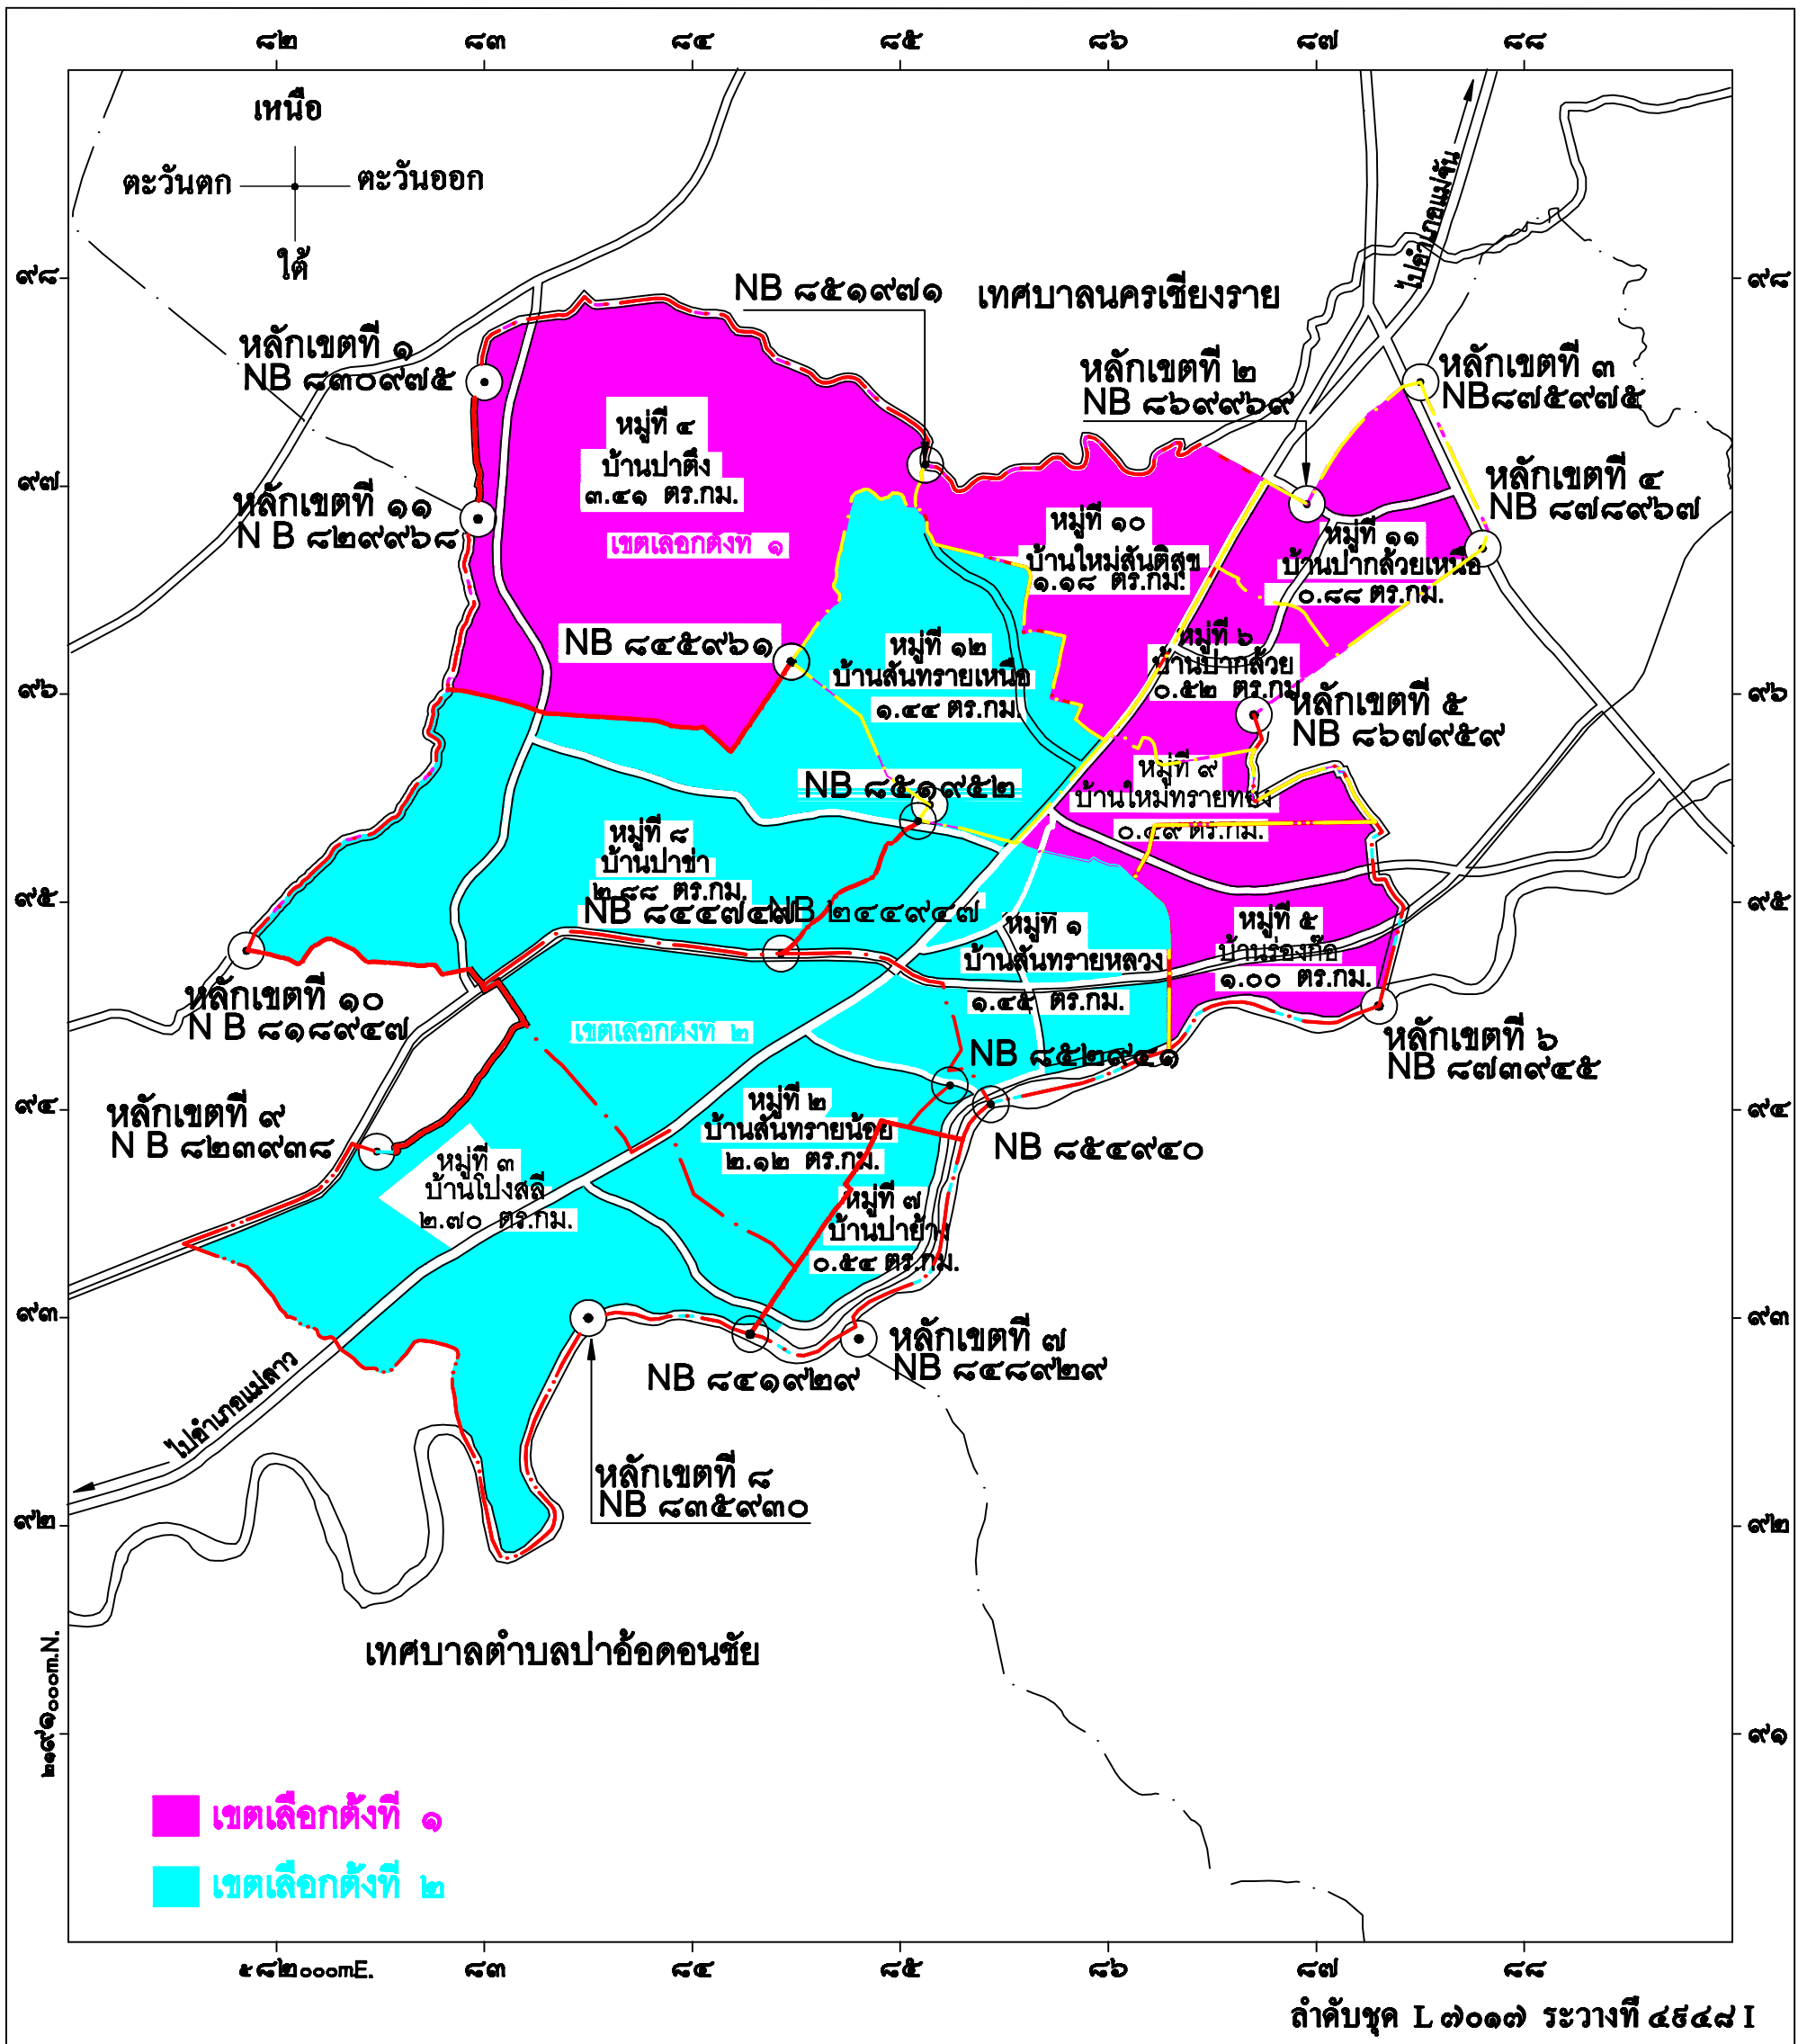 ๘๒ ๘๓ ๘๔ ๘๕ ๘๖ ๘๗ ๘๘
เหนือ
ตะวันตก
ตะวันออก
ใต้
ไปอำเภอแม่จัน
๙๘
๙๘
NB ๘๕๑๙๗๑
เทศบาลนครเชียงราย
หลักเขตที่ ๑
NB ๘๓๐๙๗๕
หลักเขตที่ ๒
NB ๘๖๙๙๖๙
หลักเขตที่ ๓
NB๘๗๕๙๗๕
หมู่ที่ ๔
บ้านป่าตึง
๓.๔๑ ตร.กม.
เขตเลือกตั้งที่ ๑
๙๗
๙๗
หลักเขตที่ ๔
NB ๘๗๘๙๖๗
หลักเขตที่ ๑๑
N B ๘๒๙๙๖๘
หมู่ที่ ๑๐
บ้านใหม่สันติสุข
๑.๑๘ ตร.กม.
หมู่ที่ ๑๑
บ้านป่ากล้วยเหนือ
๐.๘๘ ตร.กม.
NB ๘๔๕๙๖๑
หมู่ที่ ๑๒
บ้านสันทรายเหนือ
๑.๔๔ ตร.กม.
หมู่ที่ ๖
บ้านป่ากล้วย
๐.๕๒ ตร.กม.
๙๖
๙๖
หลักเขตที่ ๕
NB ๘๖๗๙๕๙
NB ๘๕๑๙๕๒
หมู่ที่ ๙
บ้านใหม่ทรายทอง
๐.๔๙ ตร.กม.
หมู่ที่ ๘
บ้านป่าข่า
๒.๘๘ ตร.กม.
NB ๘๔๕๗๔๗
NB ๒๔๔๙๔๗
๙๕
๙๕
หมู่ที่ ๑
บ้านสันทรายหลวง
๑.๔๕ ตร.กม.
หมู่ที่ ๕
บ้านร่องก๊อ
๑.๐๐ ตร.กม.
หลักเขตที่ ๑๐
N B ๘๑๘๙๔๗
เขตเลือกตั้งที่ ๒
หลักเขตที่ ๖
NB ๘๗๓๙๔๕
NB ๘๕๒๙๔๑
๙๔
๙๔
หลักเขตที่ ๙
N B ๘๒๓๙๓๘
หมู่ที่ ๒
บ้านสันทรายน้อย
๒.๑๒ ตร.กม.
NB ๘๕๔๙๔๐
หมู่ที่ ๓
บ้านโป่งสลี
๒.๗๐ ตร.กม.
หมู่ที่ ๗
บ้านป่าย้าง
๐.๕๔ ตร.กม.
๙๓
๙๓
หลักเขตที่ ๗
NB ๘๔๘๙๒๙
NB ๘๔๑๙๒๙
ไปอำเภอแม่ลาว
หลักเขตที่ ๘
NB ๘๓๕๙๓๐
๙๒
๙๒
เทศบาลตำบลป่าอ้อดอนชัย
๒๑๙๑๐๐๐m.N.
๙๑
เขตเลือกตั้งที่ ๑
เขตเลือกตั้งที่ ๒
๕๘๒๐๐๐mE. ๘๓ ๘๔ ๘๕ ๘๖ ๘๗ ๘๘
ลำดับชุด L ๗๐๑๗ ระวางที่ ๔๙๔๘ I